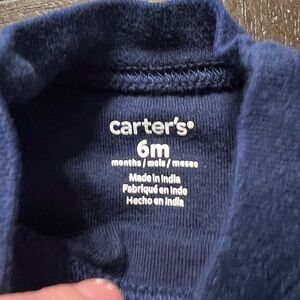 carter's®
6m
months / mois / meses
Made in India
Fabriqué en Inde
Hecho en India